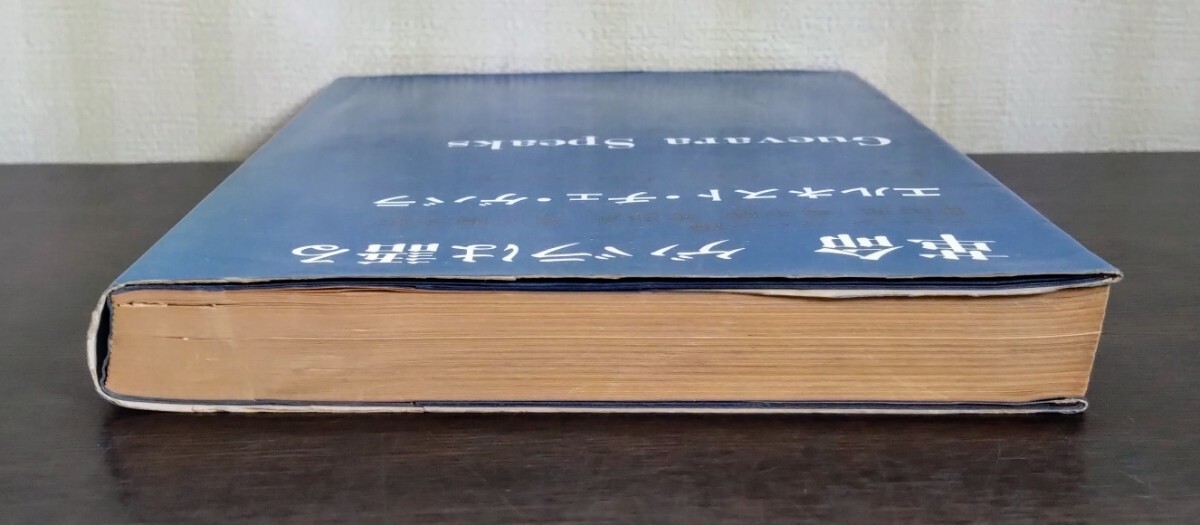 革命 ゲバラは語る
エルネスト・チェ・ゲバラ
Guevara Speaks